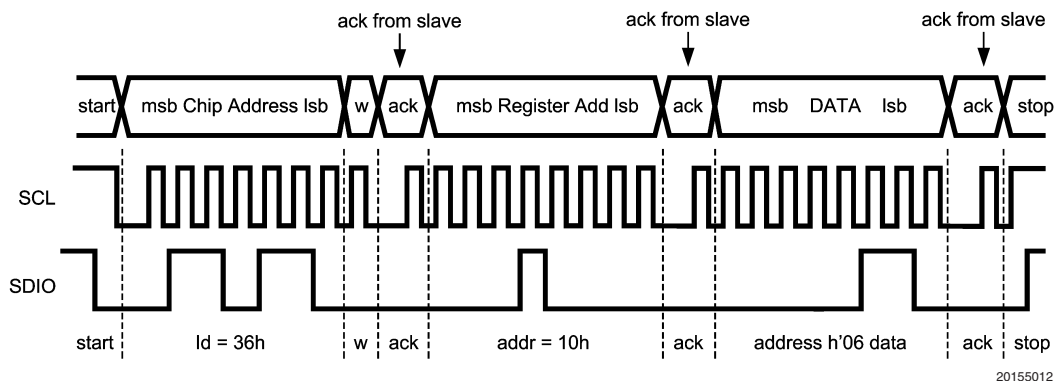 ack from slave ack from slave ack from slave
start msb Chip Address lsb w ack msb Register Add lsb ack msb DATA lsb ack stop
SCL
SDIO
start Id = 36h w ack addr = 10h ack address h'06 data ack stop
20155012